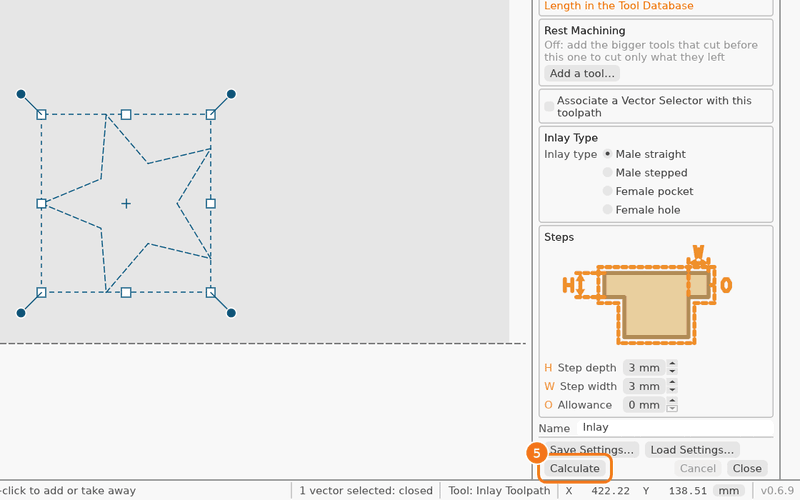 Length in the Tool Database
Rest Machining
Off: add the bigger tools that cut before
this one to cut only what they left
Add a tool...
Associate a Vector Selector with this
toolpath
Inlay Type
Inlay type
Male straight
Male stepped
Female pocket
Female hole
Steps
W
H
O
H Step depth 3 mm
W Step width 3 mm
O Allowance 0 mm
Name Inlay
5
Save Settings... Load Settings...
Calculate Cancel Close
-click to add or take away 1 vector selected: closed Tool: Inlay Toolpath X 422.22 Y 138.51 mm v0.6.9